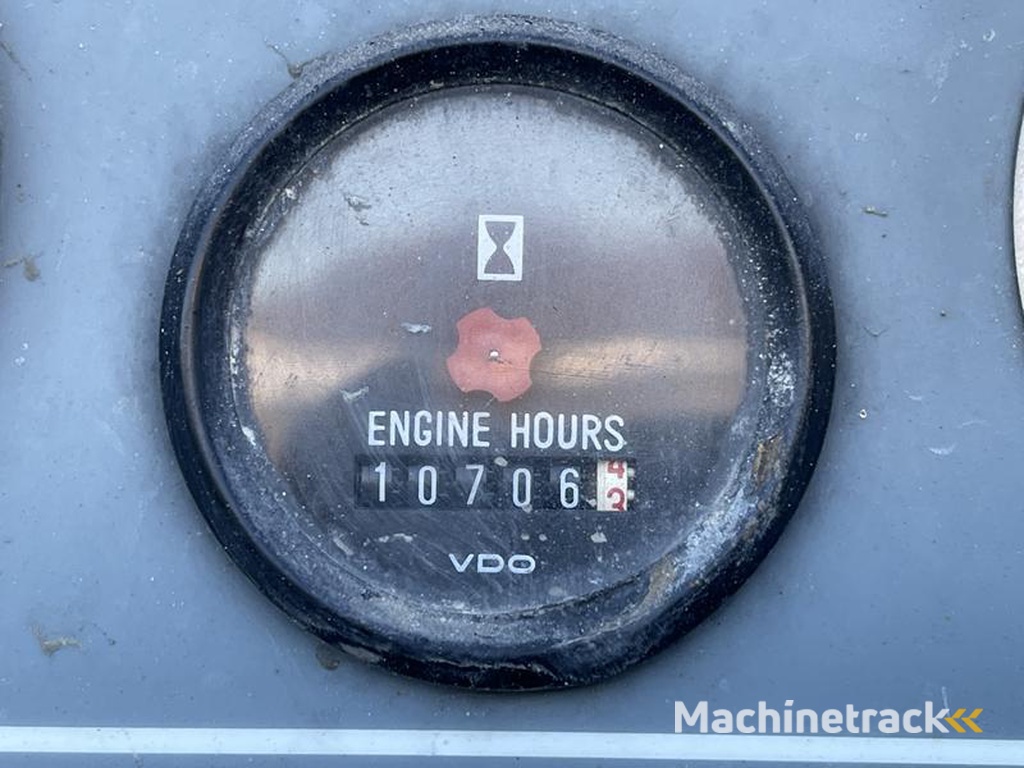 ENGINE HOURS
10706
VDO
Machinetrack